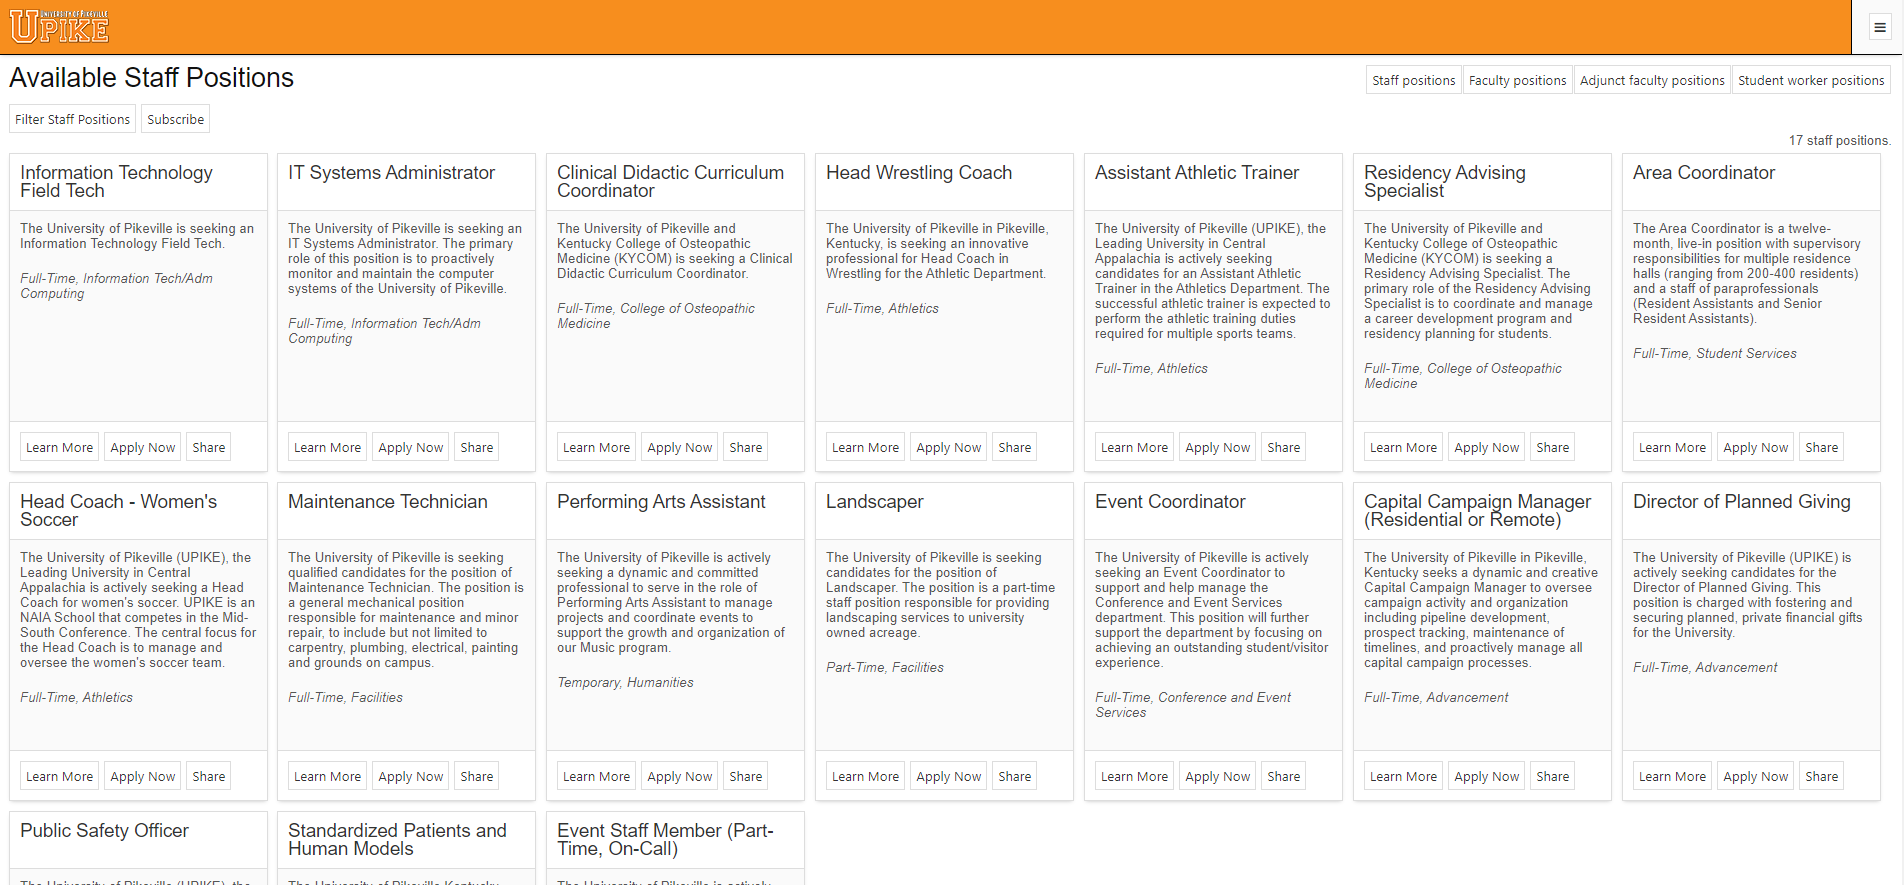 UNIVERSITY OF PIKEVILLE
UPIKE
Available Staff Positions
Staff positions Faculty positions Adjunct faculty positions Student worker positions
Filter Staff Positions Subscribe
17 staff positions.
Information Technology
Field Tech
The University of Pikeville is seeking an
Information Technology Field Tech.
Full-Time, Information Tech/Adm
Computing
Learn More Apply Now Share
IT Systems Administrator
The University of Pikeville is seeking an
IT Systems Administrator. The primary
role of this position is to proactively
monitor and maintain the computer
systems of the University of Pikeville.
Full-Time, Information Tech/Adm
Computing
Learn More Apply Now Share
Clinical Didactic Curriculum
Coordinator
The University of Pikeville and
Kentucky College of Osteopathic
Medicine (KYCOM) is seeking a Clinical
Didactic Curriculum Coordinator.
Full-Time, College of Osteopathic
Medicine
Learn More Apply Now Share
Head Wrestling Coach
The University of Pikeville in Pikeville,
Kentucky, is seeking an innovative
professional for Head Coach in
Wrestling for the Athletic Department.
Full-Time, Athletics
Learn More Apply Now Share
Assistant Athletic Trainer
The University of Pikeville (UPIKE), the
Leading University in Central
Appalachia is actively seeking
candidates for an Assistant Athletic
Trainer in the Athletics Department. The
successful athletic trainer is expected to
perform the athletic training duties
required for multiple sports teams.
Full-Time, Athletics
Learn More Apply Now Share
Residency Advising
Specialist
The University of Pikeville and
Kentucky College of Osteopathic
Medicine (KYCOM) is seeking a
Residency Advising Specialist. The
primary role of the Residency Advising
Specialist is to coordinate and manage
a career development program and
residency planning for students.
Full-Time, College of Osteopathic
Medicine
Learn More Apply Now Share
Area Coordinator
The Area Coordinator is a twelve-
month, live-in position with supervisory
responsibilities for multiple residence
halls (ranging from 200-400 residents)
and a staff of paraprofessionals
(Resident Assistants and Senior
Resident Assistants).
Full-Time, Student Services
Learn More Apply Now Share
Head Coach - Women's
Soccer
The University of Pikeville (UPIKE), the
Leading University in Central
Appalachia is actively seeking a Head
Coach for women's soccer. UPIKE is an
NAIA School that competes in the Mid-
South Conference. The central focus for
the Head Coach is to manage and
oversee the women's soccer team.
Full-Time, Athletics
Learn More Apply Now Share
Maintenance Technician
The University of Pikeville is seeking
qualified candidates for the position of
Maintenance Technician. The position is
a general mechanical position
responsible for maintenance and minor
repair, to include but not limited to
carpentry, plumbing, electrical, painting
and grounds on campus.
Full-Time, Facilities
Learn More Apply Now Share
Performing Arts Assistant
The University of Pikeville is actively
seeking a dynamic and committed
professional to serve in the role of
Performing Arts Assistant to manage
projects and coordinate events to
support the growth and organization of
our Music program.
Temporary, Humanities
Learn More Apply Now Share
Landscaper
The University of Pikeville is seeking
candidates for the position of
Landscaper. The position is a part-time
staff position responsible for providing
landscaping services to university
owned acreage.
Part-Time, Facilities
Learn More Apply Now Share
Event Coordinator
The University of Pikeville is actively
seeking an Event Coordinator to
support and help manage the
Conference and Event Services
department. This position will further
support the department by focusing on
achieving an outstanding student/visitor
experience.
Full-Time, Conference and Event
Services
Learn More Apply Now Share
Capital Campaign Manager
(Residential or Remote)
The University of Pikeville in Pikeville,
Kentucky seeks a dynamic and creative
Capital Campaign Manager to oversee
campaign activity and organization
including pipeline development,
prospect tracking, maintenance of
timelines, and proactively manage all
capital campaign processes.
Full-Time, Advancement
Learn More Apply Now Share
Director of Planned Giving
The University of Pikeville (UPIKE) is
actively seeking candidates for the
Director of Planned Giving. This
position is charged with fostering and
securing planned, private financial gifts
for the University.
Full-Time, Advancement
Learn More Apply Now Share
Public Safety Officer
The University of Pikeville (UPIKE), the
Standardized Patients and
Human Models
The University of Pikeville Kentucky
Event Staff Member (Part-
Time, On-Call)
The University of Pikeville is actively